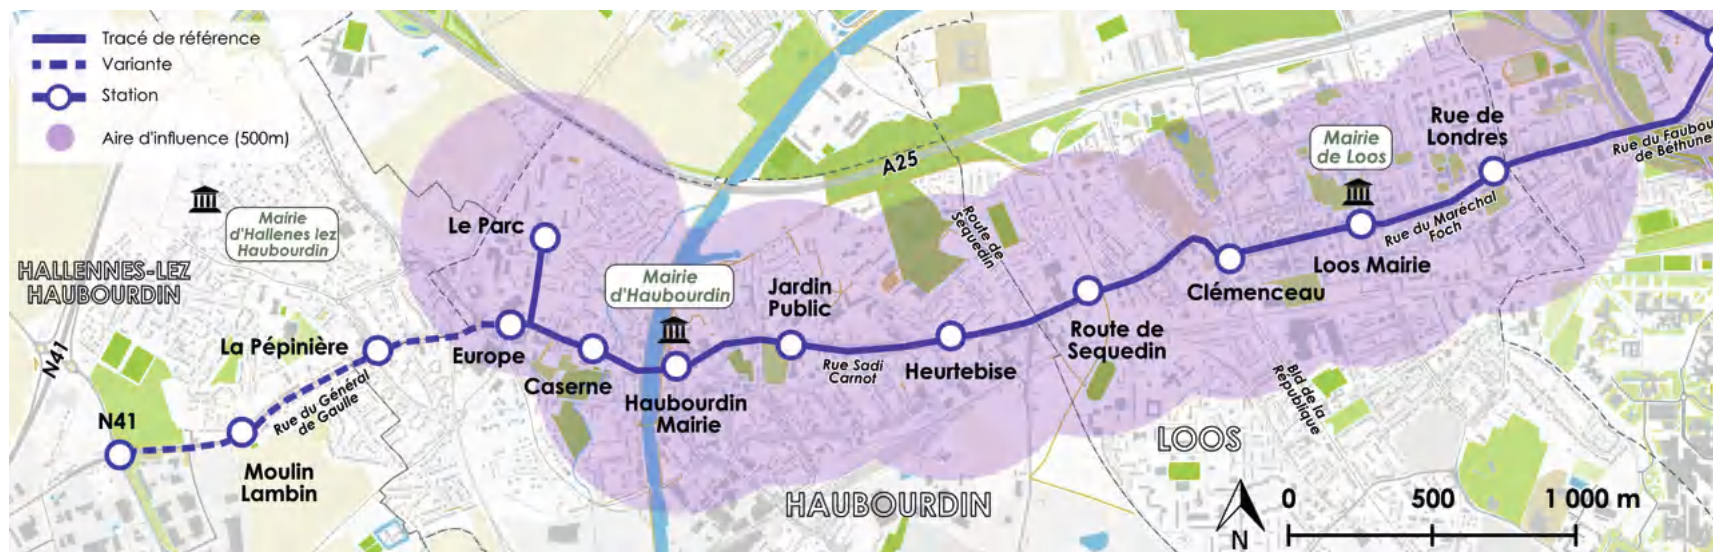 Tracé de référence
Variante
Station
Aire d'influence (500m)
Mairie
d'Hallenes lez
Haubourdin
HALLENNES-LEZ
HAUBOURDIN
N41
N41
Moulin
Lambin
Rue du Général
de Gaulle
La Pépinière
Le Parc
Europe
Caserne
Mairie
d'Haubourdin
Haubourdin
Mairie
Jardin
Public
Rue Sadi
Carnot
Heurtebise
HAUBOURDIN
A25
Route de
Sequedin
Route de
Sequedin
Clémenceau
Mairie
de Loos
Loos Mairie
Rue du Maréchal
Foch
Rue de
Londres
Rue du Faubou
de Béthune
Bld de la
Republique
LOOS
N
0 500 1 000 m